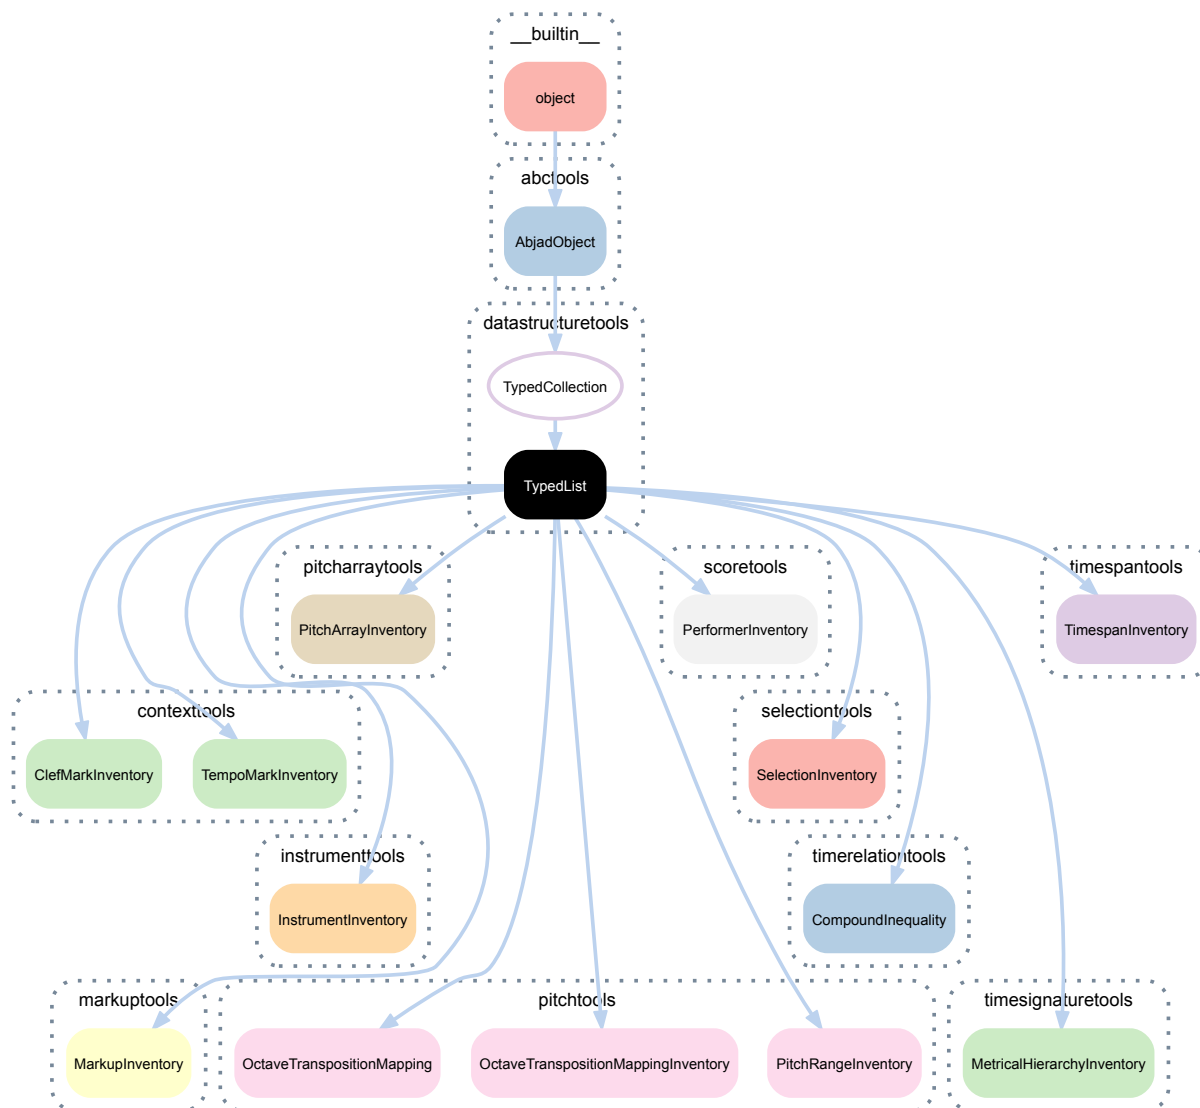 __builtin__
object
abctools
AbjadObject
datastructuretools
TypedCollection
TypedList
pitcharraytools
scoretools
timespantools
PitchArrayInventory
PerformerInventory
TimespanInventory
contexttools
selectiontools
ClefMarkInventory
TempoMarkInventory
SelectionInventory
instrumenttools
timerelationtools
InstrumentInventory
CompoundInequality
markuptools
pitchtools
timesignaturetools
MarkupInventory
OctaveTranspositionMapping
OctaveTranspositionMappingInventory
PitchRangeInventory
MetricalHierarchyInventory